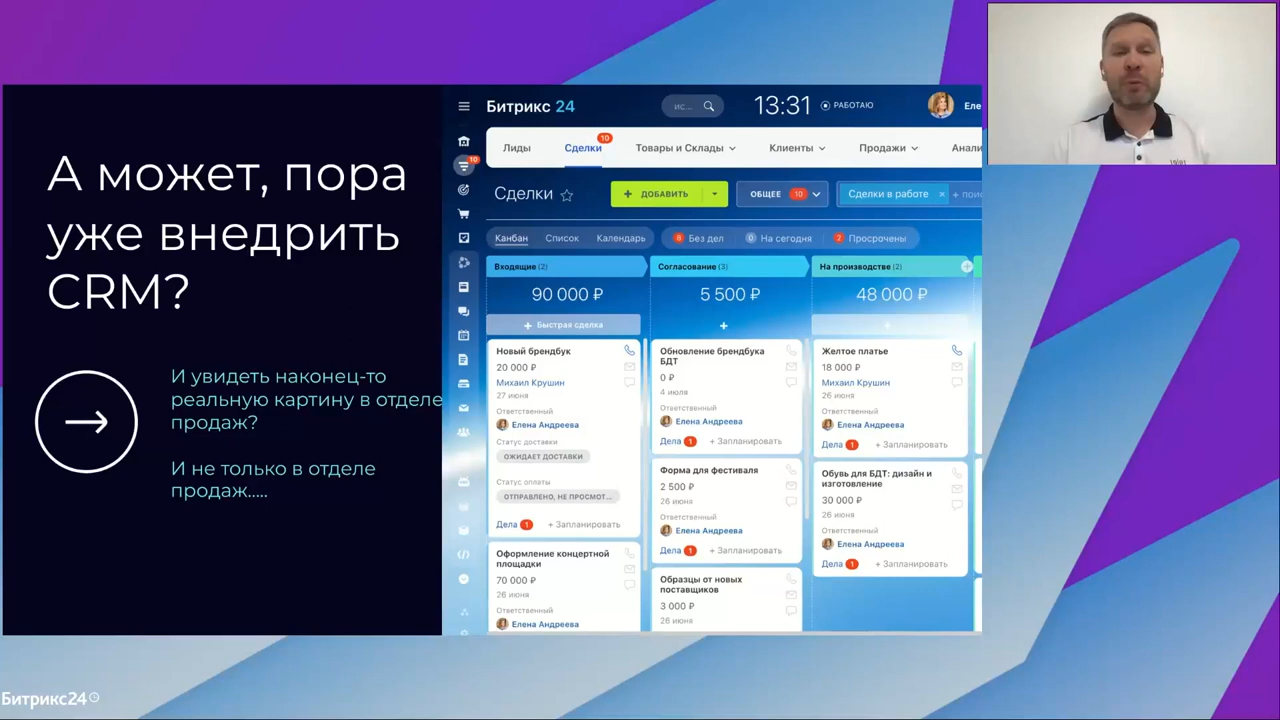 А может, пора
уже внедрить
CRM?
И увидеть наконец-то
реальную картину в отделе
продаж?
И не только в отделе
продаж.....
Битрикс 24
ис...
13:31
РАБОТАЮ
Еле
10
Лиды
Сделки
10
Товары и Склады
Клиенты
Продажи
Анали
Сделки
+ ДОБАВИТЬ
ОБЩЕЕ 10
Сделки в работе ×
+ пои
Канбан
Список
Календарь
8 Без дел
0 На сегодня
2 Просрочены
Входящие (2)
90 000 ₽
+ Быстрая сделка
Новый брендбук
20 000 ₽
Михаил Крушин
27 июня
Ответственный
Елена Андреева
Статус доставки
ОЖИДАЕТ ДОСТАВКИ
Статус оплаты
ОТПРАВЛЕНО, НЕ ПРОСМОТ...
Дела 1 + Запланировать
Оформление концертной
площадки
70 000 ₽
26 июня
Ответственный
Елена Андреева
Согласование (3)
5 500 ₽
+
Обновление брендбука
БДТ
0 ₽
4 июля
Ответственный
Елена Андреева
Дела 1 + Запланировать
Форма для фестиваля
2 500 ₽
26 июня
Ответственный
Елена Андреева
Дела 1 + Запланировать
Образцы от новых
поставщиков
3 000 ₽
26 июня
На производстве (2)
48 000 ₽
Желтое платье
18 000 ₽
Михаил Крушин
26 июня
Ответственный
Елена Андреева
Дела 1 + Запланировать
Обувь для БДТ: дизайн и
изготовление
30 000 ₽
26 июня
Ответственный
Елена Андреева
Дела 1 + Запланировать
Битрикс24